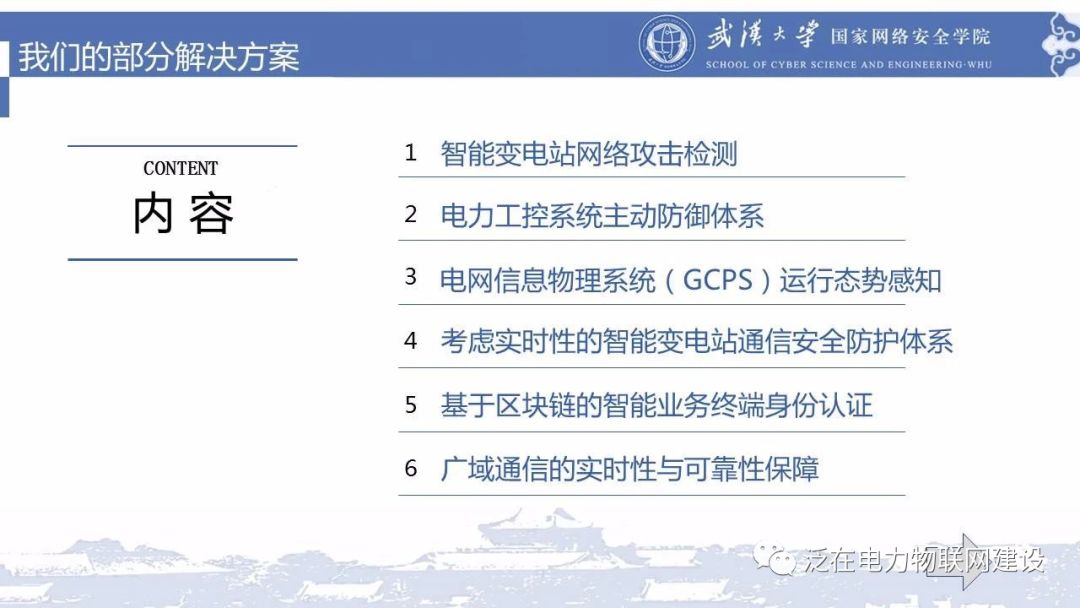 我们的部分解决方案
武汉大学 国家网络安全学院
SCHOOL OF CYBER SCIENCE AND ENGINEERING·WHU
CONTENT
内 容
1 智能变电站网络攻击检测
2 电力工控系统主动防御体系
3 电网信息物理系统（GCPS）运行态势感知
4 考虑实时性的智能变电站通信安全防护体系
5 基于区块链的智能业务终端身份认证
6 广域通信的实时性与可靠性保障
泛在电力物联网建设